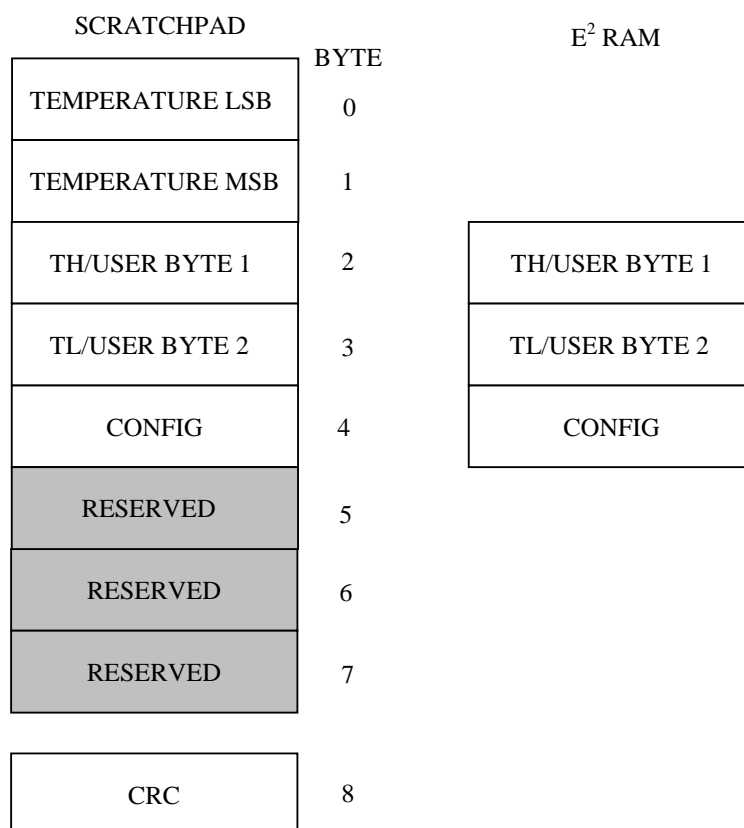 SCRATCHPAD
BYTE
E² RAM
TEMPERATURE LSB
0
TEMPERATURE MSB
1
TH/USER BYTE 1
2
TH/USER BYTE 1
TL/USER BYTE 2
3
TL/USER BYTE 2
CONFIG
4
CONFIG
RESERVED
5
RESERVED
6
RESERVED
7
CRC
8